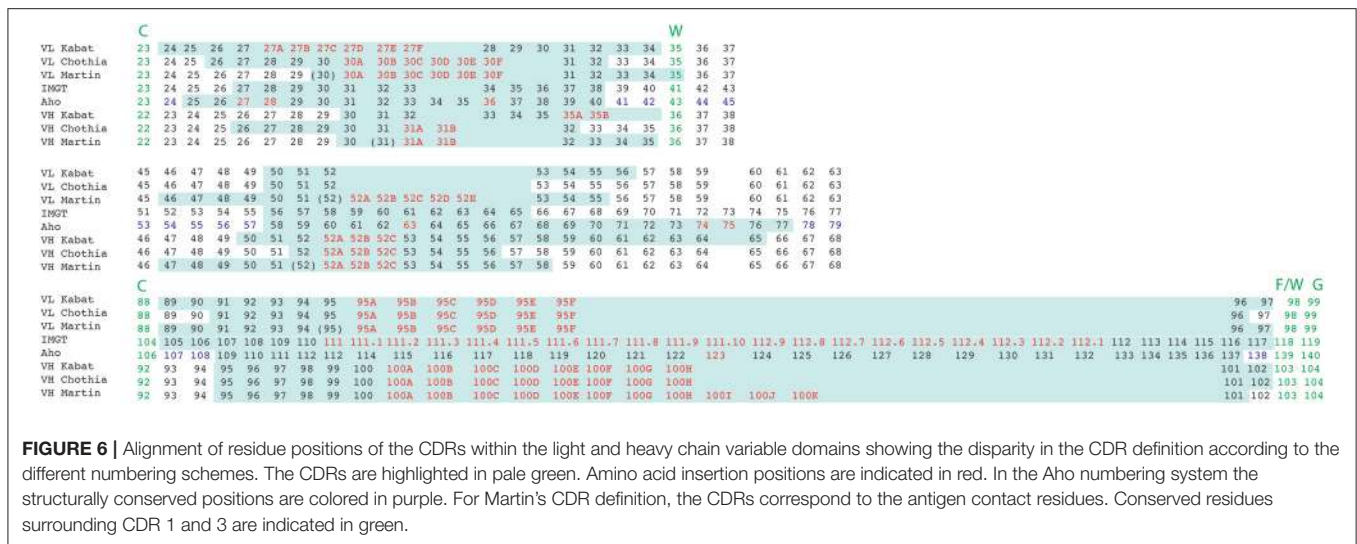 C W
VL Kabat 23 24 25 26 27 27A 27B 27C 27D 27E 27F 28 29 30 31 32 33 34 35 36 37
VL Chothia 23 24 25 26 27 28 29 30 30A 30B 30C 30D 30E 30F 31 32 33 34 35 36 37
VL Martin 23 24 25 26 27 28 29 (30) 30A 30B 30C 30D 30E 30F 31 32 33 34 35 36 37
IMGT 23 24 25 26 27 28 29 30 31 32 33 34 35 36 37 38 39 40 41 42 43
Aho 23 24 25 26 27 28 29 30 31 32 33 34 35 36 37 38 39 40 41 42 43 44 45
VH Kabat 22 23 24 25 26 27 28 29 30 31 32 33 34 35 35A 35B 36 37 38
VH Chothia 22 23 24 25 26 27 28 29 30 31 31A 31B 32 33 34 35 36 37 38
VH Martin 22 23 24 25 26 27 28 29 30 (31) 31A 31B 32 33 34 35 36 37 38
VL Kabat 45 46 47 48 49 50 51 52 53 54 55 56 57 58 59 60 61 62 63
VL Chothia 45 46 47 48 49 50 51 52 53 54 55 56 57 58 59 60 61 62 63
VL Martin 45 46 47 48 49 50 51 (52) 52A 52B 52C 52D 52E 53 54 55 56 57 58 59 60 61 62 63
IMGT 51 52 53 54 55 56 57 58 59 60 61 62 63 64 65 66 67 68 69 70 71 72 73 74 75 76 77
Aho 53 54 55 56 57 58 59 60 61 62 63 64 65 66 67 68 69 70 71 72 73 74 75 76 77 78 79
VH Kabat 46 47 48 49 50 51 52 52A 52B 52C 53 54 55 56 57 58 59 60 61 62 63 64 65 66 67 68
VH Chothia 46 47 48 49 50 51 52 52A 52B 52C 53 54 55 56 57 58 59 60 61 62 63 64 65 66 67 68
VH Martin 46 47 48 49 50 51 (52) 52A 52B 52C 53 54 55 56 57 58 59 60 61 62 63 64 65 66 67 68
C F/W G
VL Kabat 88 89 90 91 92 93 94 95 95A 95B 95C 95D 95E 95F 96 97 98 99
VL Chothia 88 89 90 91 92 93 94 95 95A 95B 95C 95D 95E 95F 96 97 98 99
VL Martin 88 89 90 91 92 93 94 (95) 95A 95B 95C 95D 95E 95F 96 97 98 99
IMGT 104 105 106 107 108 109 110 111 111.1 111.2 111.3 111.4 111.5 111.6 111.7 111.8 111.9 111.10 112.9 112.8 112.7 112.6 112.5 112.4 112.3 112.2 112.1 112 113 114 115 116 117 118 119
Aho 106 107 108 109 110 111 112 112 114 115 116 117 118 119 120 121 122 123 124 125 126 127 128 129 130 131 132 133 134 135 136 137 138 139 140
VH Kabat 92 93 94 95 96 97 98 99 100 100A 100B 100C 100D 100E 100F 100G 100H 101 102 103 104
VH Chothia 92 93 94 95 96 97 98 99 100 100A 100B 100C 100D 100E 100F 100G 100H 101 102 103 104
VH Martin 92 93 94 95 96 97 98 99 100 100A 100B 100C 100D 100E 100F 100G 100H 100I 100J 100K 101 102 103 104
FIGURE 6 | Alignment of residue positions of the CDRs within the light and heavy chain variable domains showing the disparity in the CDR definition according to the
different numbering schemes. The CDRs are highlighted in pale green. Amino acid insertion positions are indicated in red. In the Aho numbering system the
structurally conserved positions are colored in purple. For Martin's CDR definition, the CDRs correspond to the antigen contact residues. Conserved residues
surrounding CDR 1 and 3 are indicated in green.